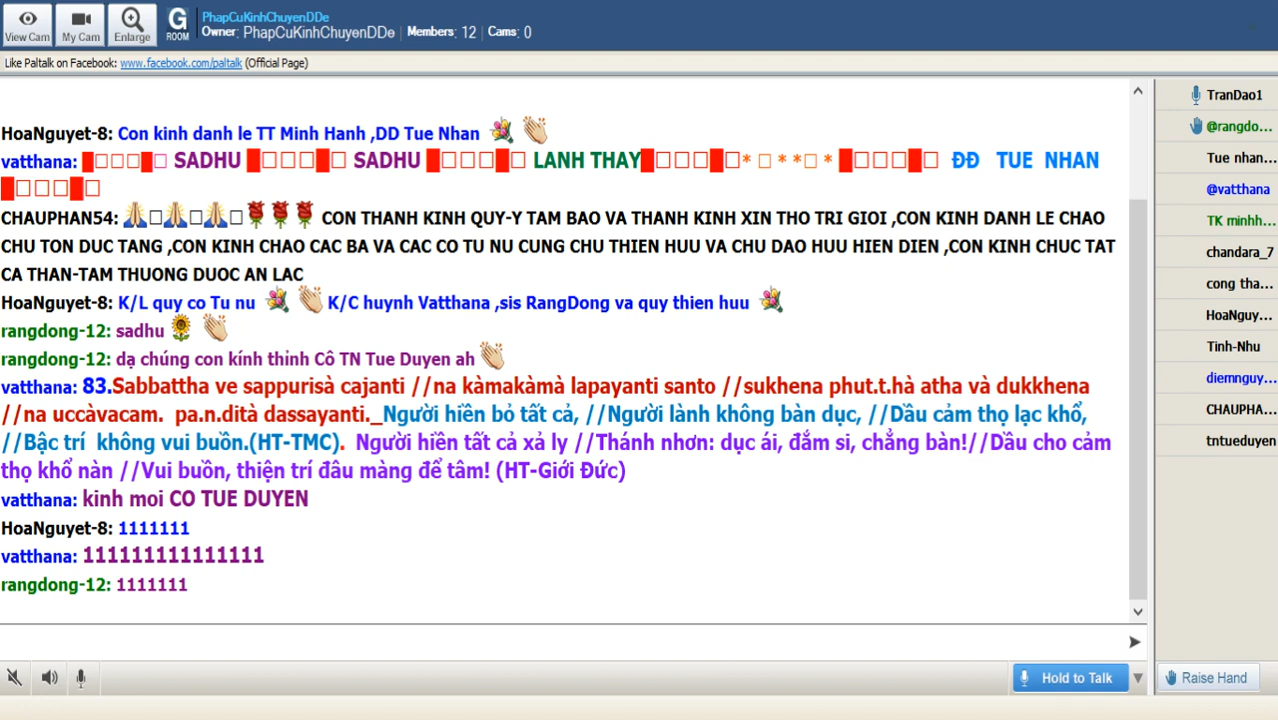 View Cam
My Cam
Enlarge
G
ROOM
PhapCuKinhChuyenDDe
Owner: PhapCuKinhChuyenDDe | Members: 12 | Cams: 0
Like Paltalk on Facebook: www.facebook.com/paltalk (Official Page)
HoaNguyet-8: Con kinh danh le TT Minh Hanh ,DD Tue Nhan
vatthana: █□□□█□ SADHU █□□□█□ SADHU █□□□█□ LANH THAY█□□□█□* □ * *□ * █□□□█□ ĐĐ TUE NHAN
█□□□█□
CHAUPHAN54: 🙏□🙏□🙏□🌹🌹🌹 CON THANH KINH QUY-Y TAM BAO VA THANH KINH XIN THO TRI GIOI ,CON KINH DANH LE CHAO
CHU TON DUC TANG ,CON KINH CHAO CAC BA VA CAC CO TU NU CUNG CHU THIEN HUU VA CHU DAO HUU HIEN DIEN ,CON KINH CHUC TAT
CA THAN-TAM THUONG DUOC AN LAC
HoaNguyet-8: K/L quy co Tu nu K/C huynh Vatthana ,sis RangDong va quy thien huu
rangdong-12: sadhu
rangdong-12: dạ chúng con kính thỉnh Cô TN Tue Duyen ah
vatthana: 83.Sabbattha ve sappurisà cajanti //na kàmakàmà lapayanti santo //sukhena phut.t.hà atha và dukkhena
//na uccàvacam. pa.n.dità dassayanti._Người hiền bỏ tất cả, //Người lành không bàn dục, //Dầu cảm thọ lạc khổ,
//Bậc trí không vui buồn.(HT-TMC). Người hiền tất cả xả ly //Thánh nhơn: dục ái, đắm si, chẳng bàn!//Dầu cho cảm
thọ khổ nàn //Vui buồn, thiện trí đâu màng để tâm! (HT-Giới Đức)
vatthana: kinh moi CO TUE DUYEN
HoaNguyet-8: 1111111
vatthana: 111111111111111
rangdong-12: 1111111
Hold to Talk
TranDao1
@rangdo...
Tue nhan...
@vatthana
TK minhh...
chandara_7
cong tha...
HoaNguy...
Tinh-Nhu
diemnguy...
CHAUPHA...
tntueduyen
Raise Hand